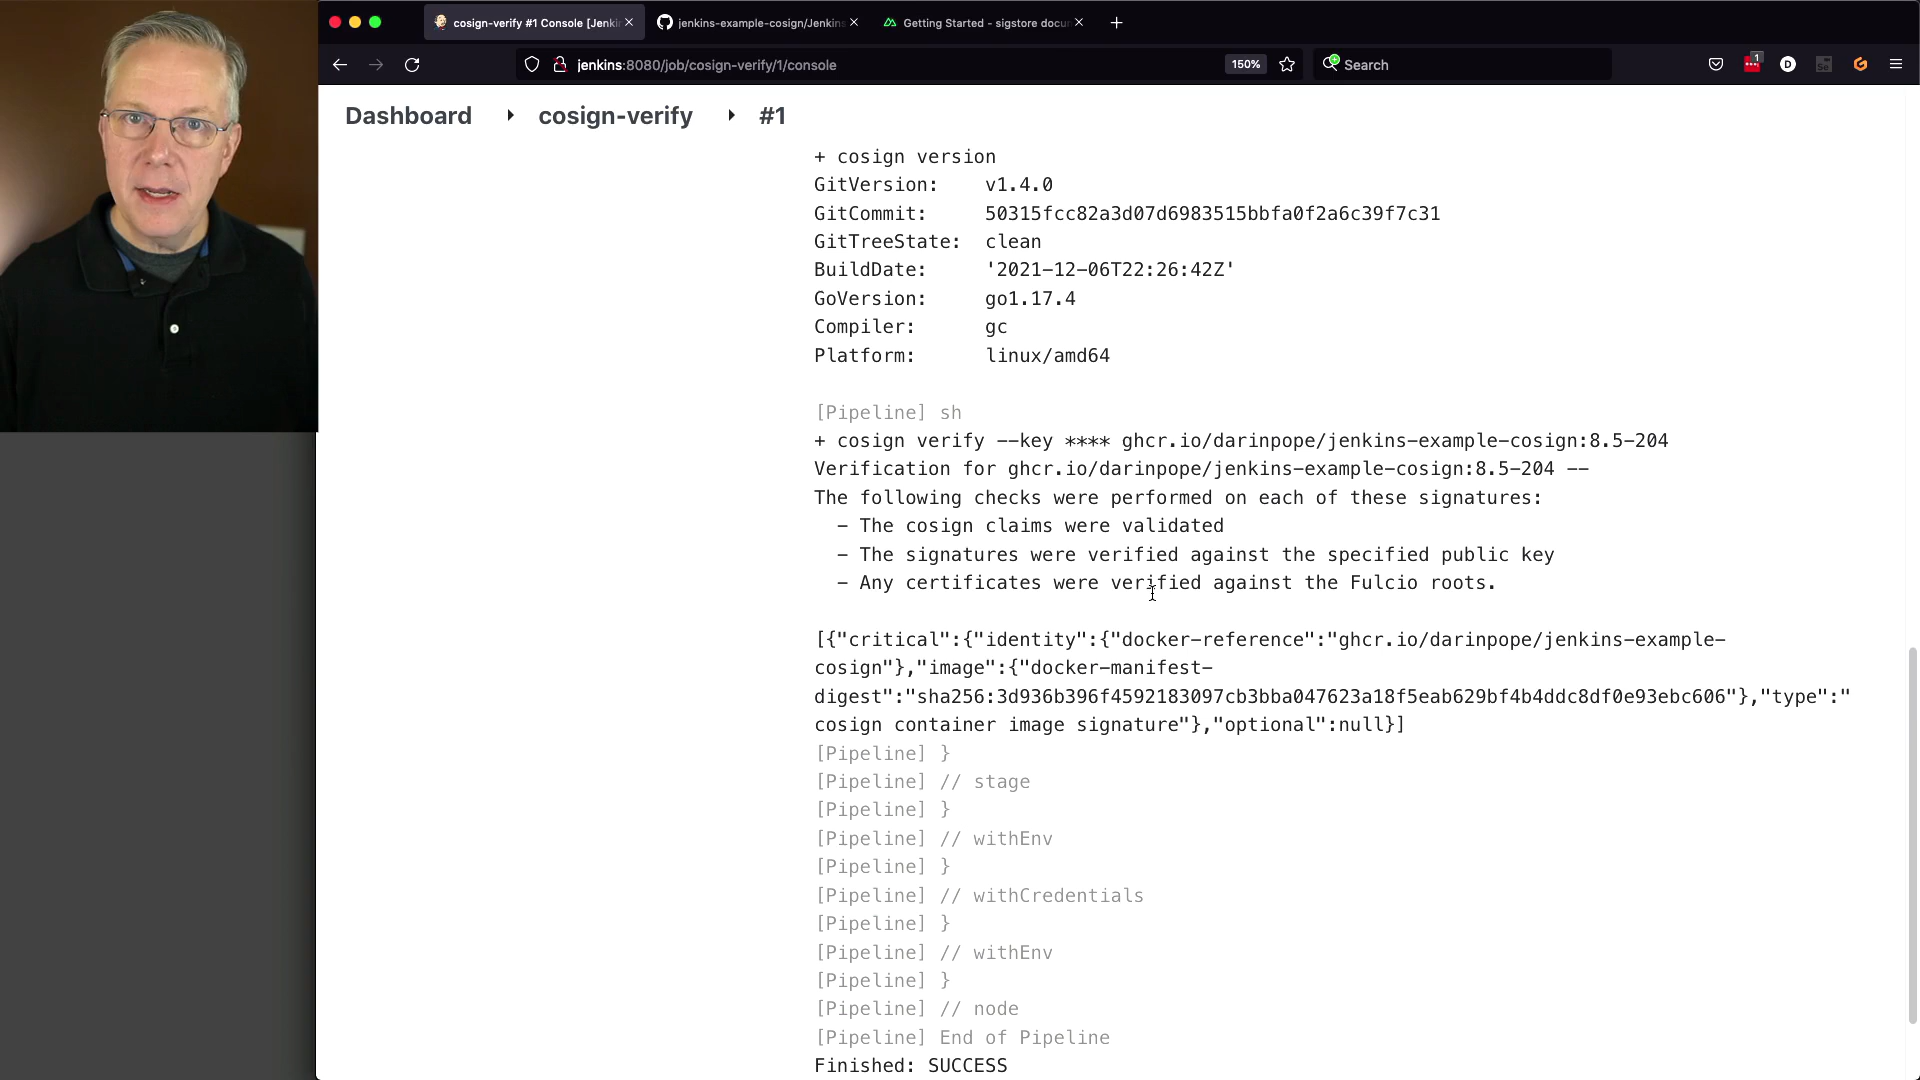 cosign-verify #1 Console [Jenki
jenkins-example-cosign/Jenkins
Getting Started - sigstore docu
jenkins:8080/job/cosign-verify/1/console
150%
Search
1
D
Dashboard
cosign-verify
#1
+ cosign version
GitVersion: v1.4.0
GitCommit: 50315fcc82a3d07d6983515bbfa0f2a6c39f7c31
GitTreeState: clean
BuildDate: '2021-12-06T22:26:42Z'
GoVersion: go1.17.4
Compiler: gc
Platform: linux/amd64
[Pipeline] sh
+ cosign verify --key **** ghcr.io/darinpope/jenkins-example-cosign:8.5-204
Verification for ghcr.io/darinpope/jenkins-example-cosign:8.5-204 --
The following checks were performed on each of these signatures:
- The cosign claims were validated
- The signatures were verified against the specified public key
- Any certificates were verified against the Fulcio roots.
[{"critical":{"identity":{"docker-reference":"ghcr.io/darinpope/jenkins-example-
cosign"},"image":{"docker-manifest-
digest":"sha256:3d936b396f4592183097cb3bba047623a18f5eab629bf4b4ddc8df0e93ebc606"},"type":"
cosign container image signature"},"optional":null}]
[Pipeline] }
[Pipeline] // stage
[Pipeline] }
[Pipeline] // withEnv
[Pipeline] }
[Pipeline] // withCredentials
[Pipeline] }
[Pipeline] // withEnv
[Pipeline] }
[Pipeline] // node
[Pipeline] End of Pipeline
Finished: SUCCESS